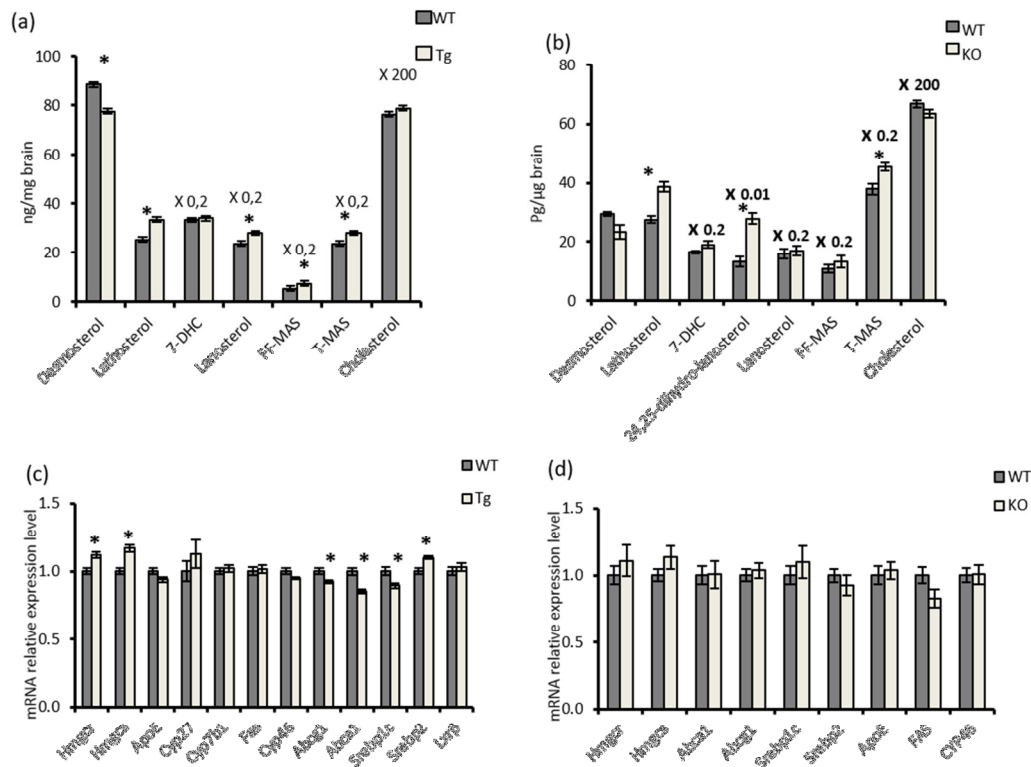 (a)
WT
Tg
ng/mg brain
100
80
60
40
20
0
*
*
X 0,2
X 0,2
*
X 0,2
*
X 0,2
*
X 200
Desmosterol
Lathosterol
7-DHC
Lanosterol
FF-MAS
T-MAS
Cholesterol
(b)
WT
KO
Pg/µg brain
80
60
40
20
0
*
X 0.2
X 0.01
*
X 0.2
X 0.2
X 0.2
*
X 200
Desmosterol
Lathosterol
7-DHC
24,25-dihydro-lanosterol
Lanosterol
FF-MAS
T-MAS
Cholesterol
(c)
WT
Tg
mRNA relative expression level
1.5
1.0
0.5
0.0
*
*
*
*
*
*
Hmgcr
Hmgcs
ApoE
Cyp27
Cyp7b1
Fas
Cyp46
Abcg1
Abca1
Srebp1c
Srebp2
(d)
WT
KO
mRNA relative expression level
1.5
1.0
0.5
0.0
Hmgcr
Hmgcs
Abca1
Abcg1
Srebp1c
Srebp2
ApoE
FAS
CYP46